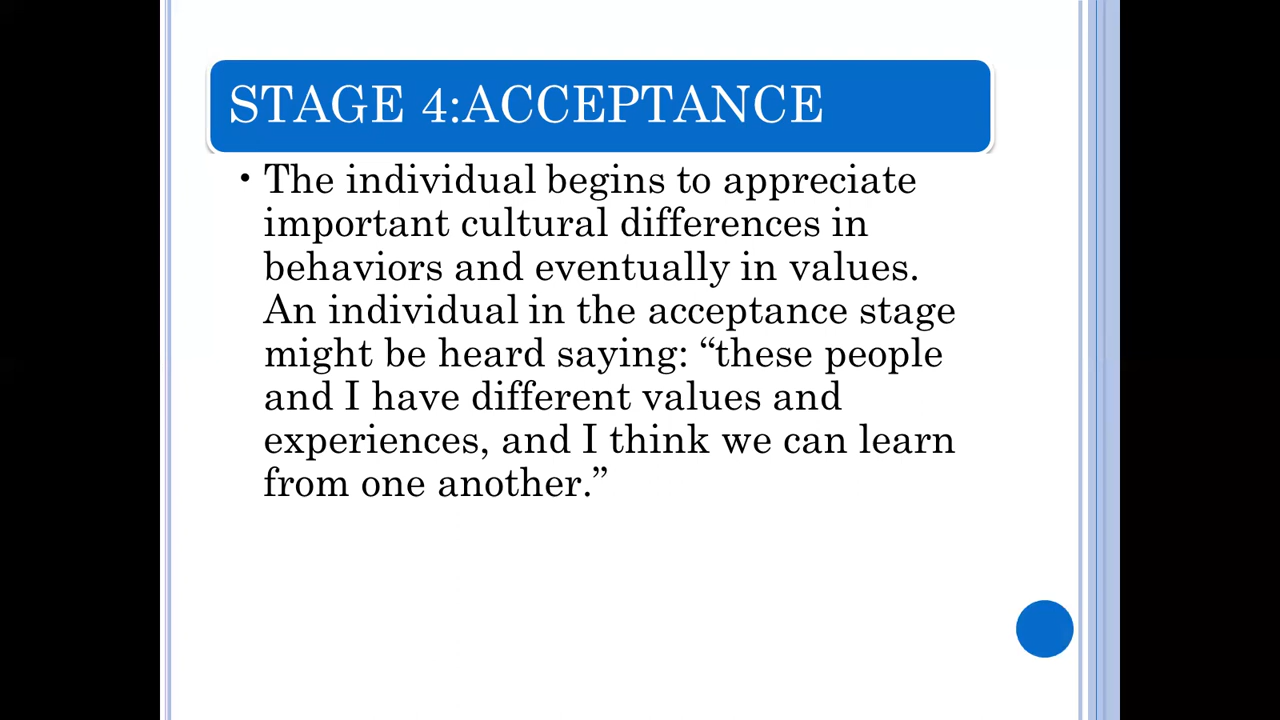 STAGE 4:ACCEPTANCE
• The individual begins to appreciate
important cultural differences in
behaviors and eventually in values.
An individual in the acceptance stage
might be heard saying: “these people
and I have different values and
experiences, and I think we can learn
from one another.”